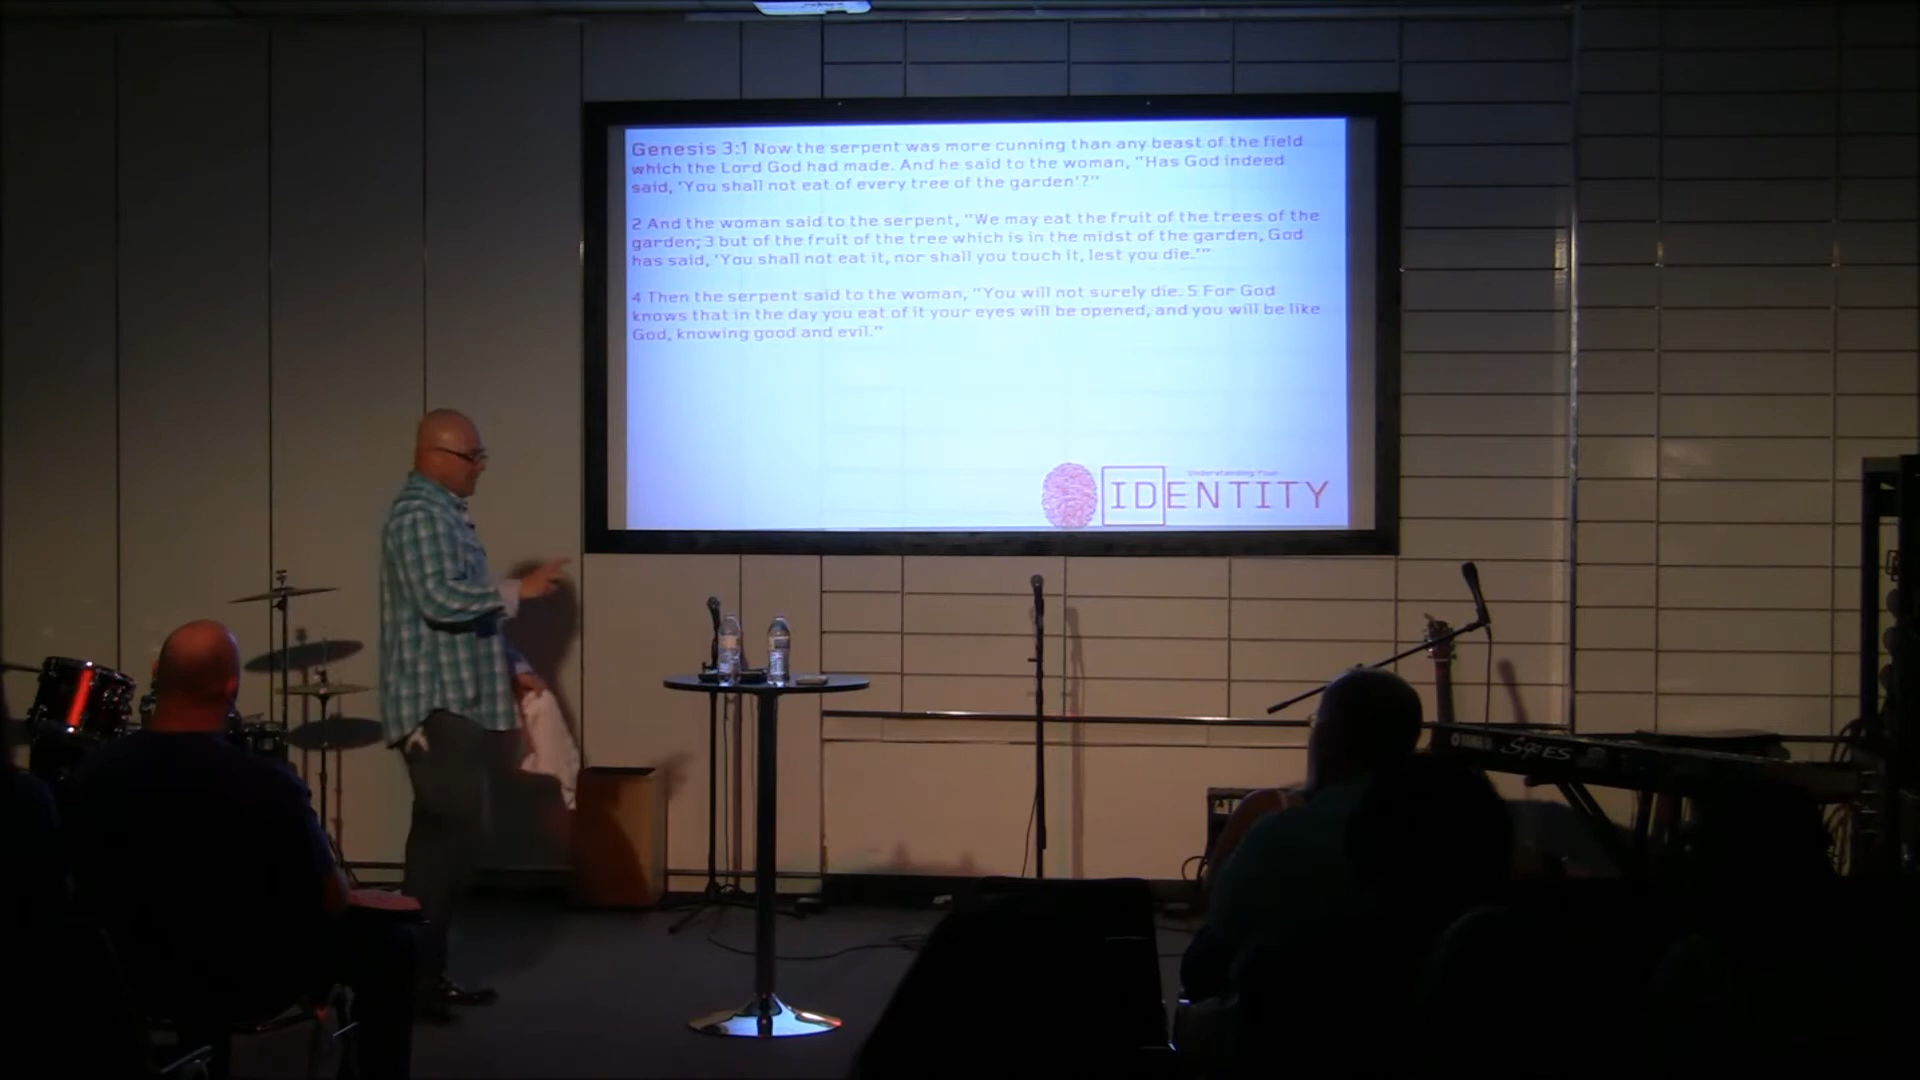 Genesis 3:1 Now the serpent was more cunning than any beast of the field
which the Lord God had made. And he said to the woman, "Has God indeed
said, 'You shall not eat of every tree of the garden'?"
2 And the woman said to the serpent, "We may eat the fruit of the trees of the
garden; 3 but of the fruit of the tree which is in the midst of the garden, God
has said, 'You shall not eat it, nor shall you touch it, lest you die.'"
4 Then the serpent said to the woman, "You will not surely die. 5 For God
knows that in the day you eat of it your eyes will be opened, and you will be like
God, knowing good and evil."
Understanding Your
IDENTITY
YAMAHA S90ES